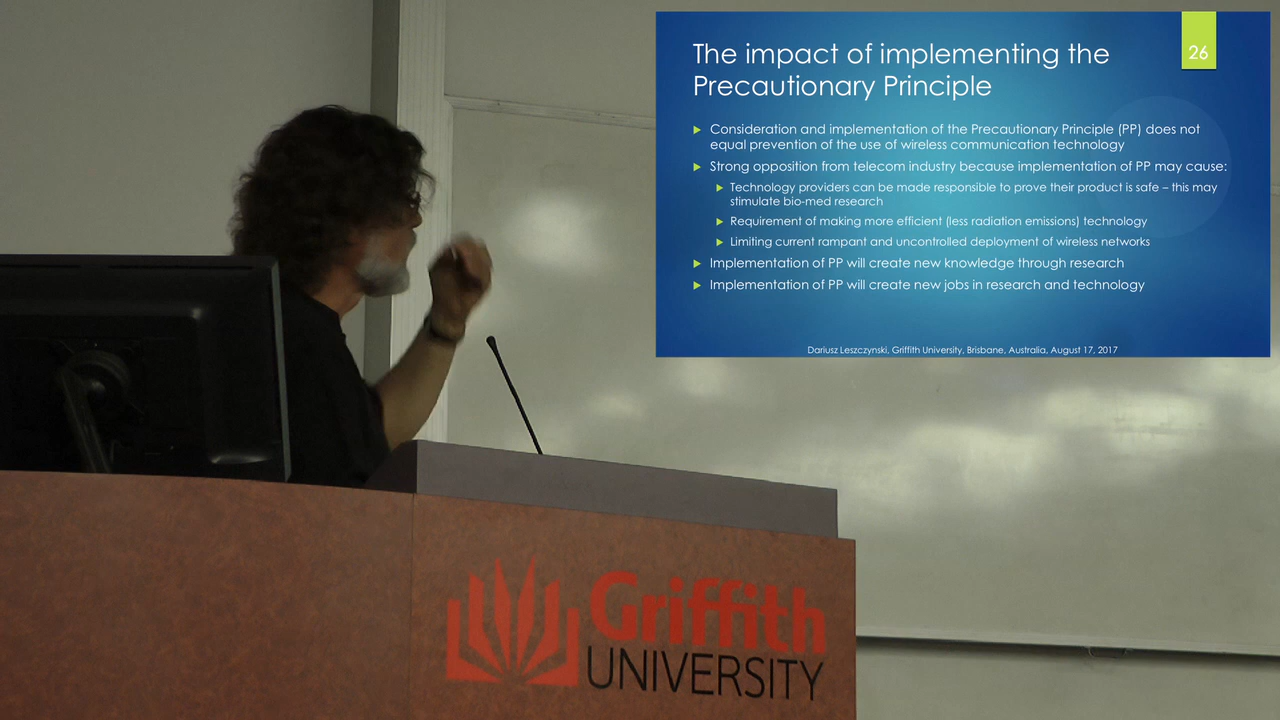 The impact of implementing the
Precautionary Principle
26
► Consideration and implementation of the Precautionary Principle (PP) does not
equal prevention of the use of wireless communication technology
► Strong opposition from telecom industry because implementation of PP may cause:
► Technology providers can be made responsible to prove their product is safe – this may
stimulate bio-med research
► Requirement of making more efficient (less radiation emissions) technology
► Limiting current rampant and uncontrolled deployment of wireless networks
► Implementation of PP will create new knowledge through research
► Implementation of PP will create new jobs in research and technology
Dariusz Leszczynski, Griffith University, Brisbane, Australia, August 17, 2017
Griffith
UNIVERSITY